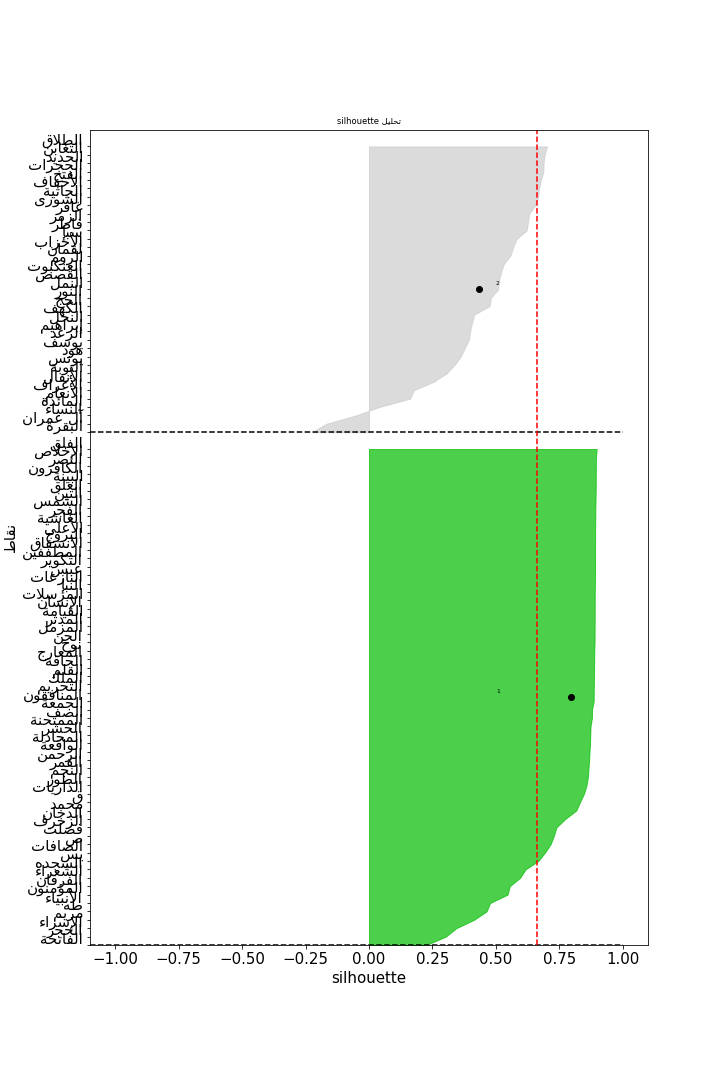 silhouette تحليل
الطلاق
التغابن
الحديد
الحجرات
الفتح
الأحقاف
الجاثية
الشورى
غافر
الزمر
فاطر
سبأ
الأحزاب
لقمان
الروم
العنكبوت
القصص
النمل
النور
الحج
الكهف
النحل
إبراهيم
الرعد
يوسف
هود
يونس
التوبة
الأنفال
الأعراف
الأنعام
المائدة
النساء
آل عمران
البقرة
الفلق
الإخلاص
النصر
الكافرون
البينة
العلق
التين
الشمس
الفجر
الغاشية
الأعلى
البروج
الانشقاق
المطففين
التكوير
عبس
النازعات
النبأ
المرسلات
الإنسان
القيامة
المدثر
المزمل
الجن
نوح
المعارج
الحاقة
القلم
الملك
التحريم
المنافقون
الجمعة
الصف
الممتحنة
الحشر
المجادلة
الواقعة
الرحمن
القمر
النجم
الطور
الذاريات
ق
محمد
الدخان
الزخرف
فصلت
ص
الصافات
يس
السجدة
الشعراء
الفرقان
المؤمنون
الأنبياء
طه
مريم
الإسراء
الحجر
الفاتحة
نقاط
2
1
−1.00 −0.75 −0.50 −0.25 0.00 0.25 0.50 0.75 1.00
silhouette